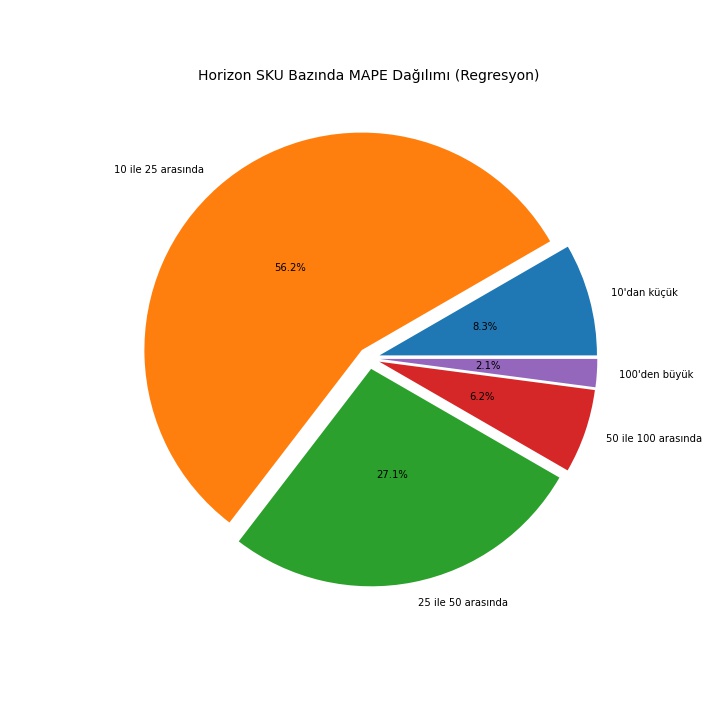 Horizon SKU Bazında MAPE Dağılımı (Regresyon)
10 ile 25 arasında
56.2%
10'dan küçük
8.3%
2.1%
100'den büyük
6.2%
50 ile 100 arasında
27.1%
25 ile 50 arasında